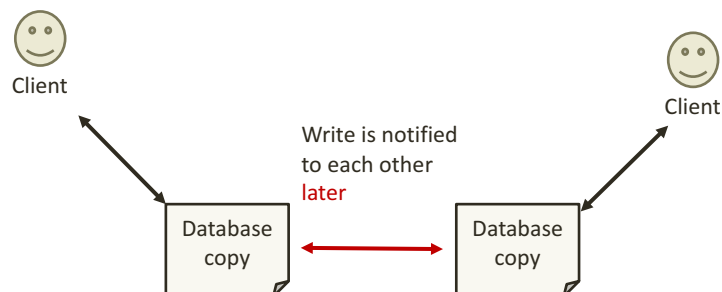 Client
Client
Write is notified
to each other
later
Database
copy
Database
copy